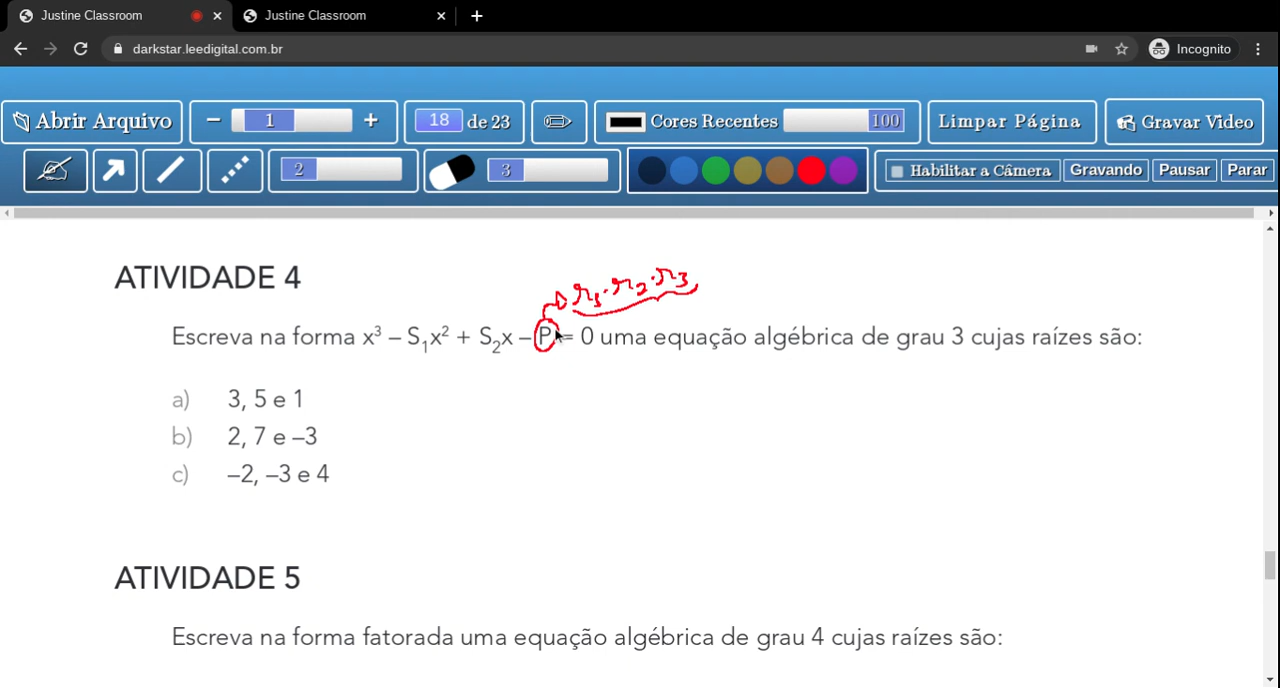 Justine Classroom
Justine Classroom
darkstar.leedigital.com.br
Incognito
Abrir Arquivo
− 1 +
18 de 23
Cores Recentes 100
Limpar Página
Gravar Video
2
3
Habilitar a Câmera
Gravando
Pausar
Parar
ATIVIDADE 4
r₁·r₂·r₃
Escreva na forma x³ – S₁x² + S₂x – P = 0 uma equação algébrica de grau 3 cujas raízes são:
a) 3, 5 e 1
b) 2, 7 e –3
c) –2, –3 e 4
ATIVIDADE 5
Escreva na forma fatorada uma equação algébrica de grau 4 cujas raízes são: